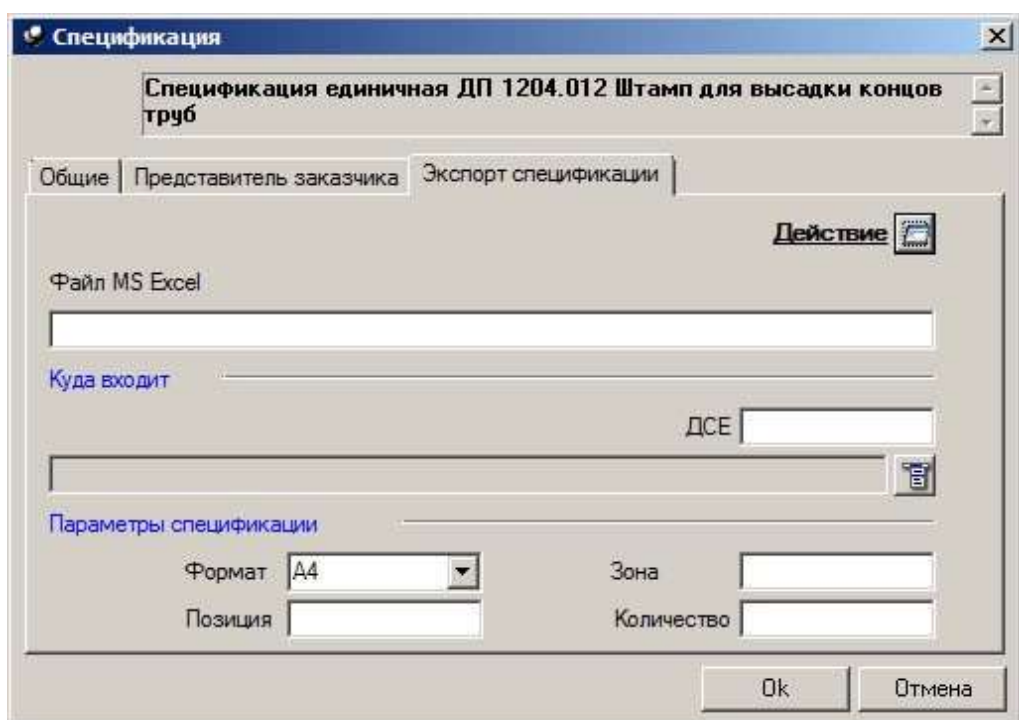 Спецификация
Спецификация единичная ДП 1204.012 Штамп для высадки концов
труб
Общие Представитель заказчика Экспорт спецификации
Действие
Файл MS Excel
Куда входит
ДСЕ
Параметры спецификации
Формат A4 Зона
Позиция Количество
Ok Отмена